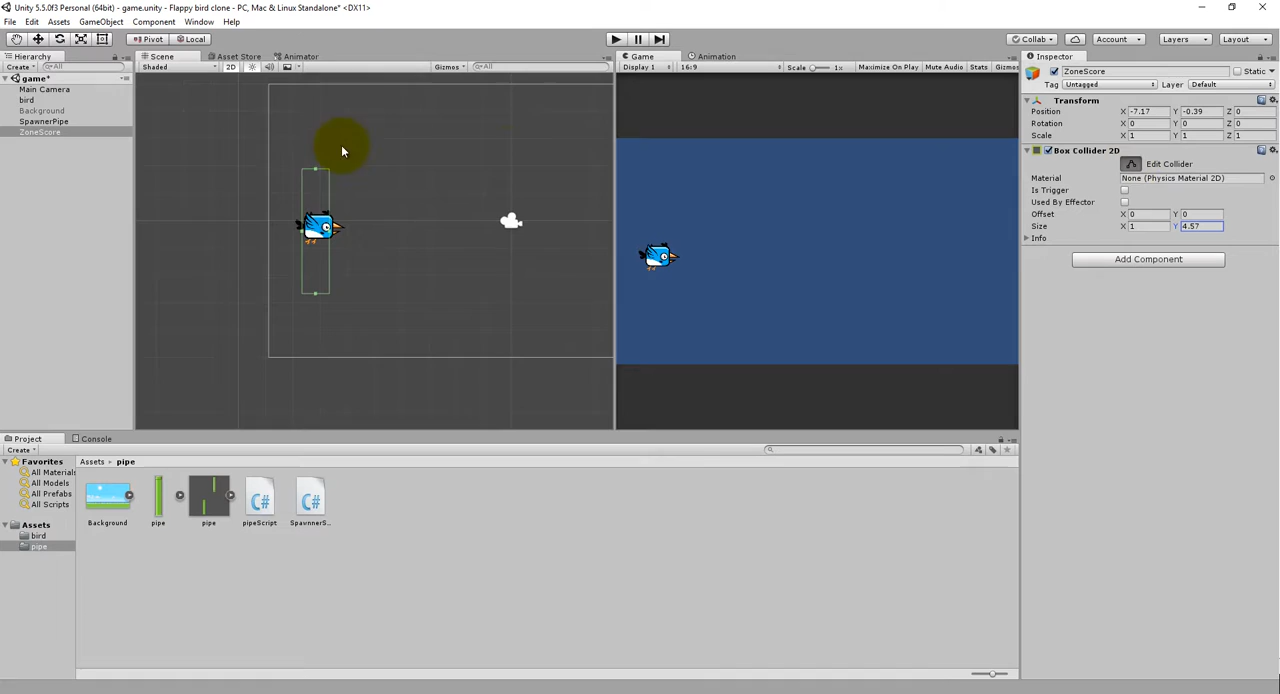 Unity 5.5.0f3 Personal (64bit) - game.unity - Flappy bird clone - PC, Mac & Linux Standalone* <DX11>
File Edit Assets GameObject Component Window Help
Pivot Local Collab Account Layers Layout
Hierarchy
Create All
game*
Main Camera
bird
Background
SpawnerPipe
ZoneScore
Scene Asset Store Animator
Shaded 2D Gizmos All
Game Animation
Display 1 16:9 Scale 1x Maximize On Play Mute Audio Stats Gizmos
Inspector
ZoneScore Static
Tag Untagged Layer Default
Transform
Position X -7.17 Y -0.39 Z 0
Rotation X 0 Y 0 Z 0
Scale X 1 Y 1 Z 1
Box Collider 2D
Edit Collider
Material None (Physics Material 2D)
Is Trigger
Used By Effector
Offset X 0 Y 0
Size X 1 Y 4.57
Info
Add Component
Project Console
Create
Favorites
All Materials
All Models
All Prefabs
All Scripts
Assets
bird
pipe
Assets pipe
Background pipe pipe pipeScript SpawnnerS...